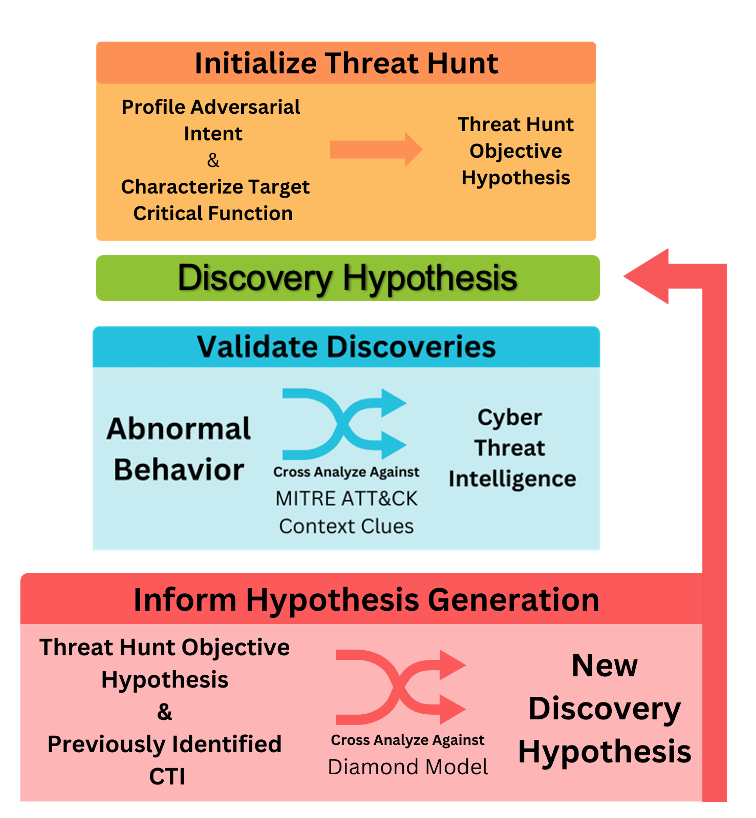 Initialize Threat Hunt
Profile Adversarial
Intent
&
Characterize Target
Critical Function
Threat Hunt
Objective
Hypothesis
Discovery Hypothesis
Validate Discoveries
Abnormal
Behavior
Cross Analyze Against
MITRE ATT&CK
Context Clues
Cyber
Threat
Intelligence
Inform Hypothesis Generation
Threat Hunt Objective
Hypothesis
&
Previously Identified
CTI
Cross Analyze Against
Diamond Model
New
Discovery
Hypothesis